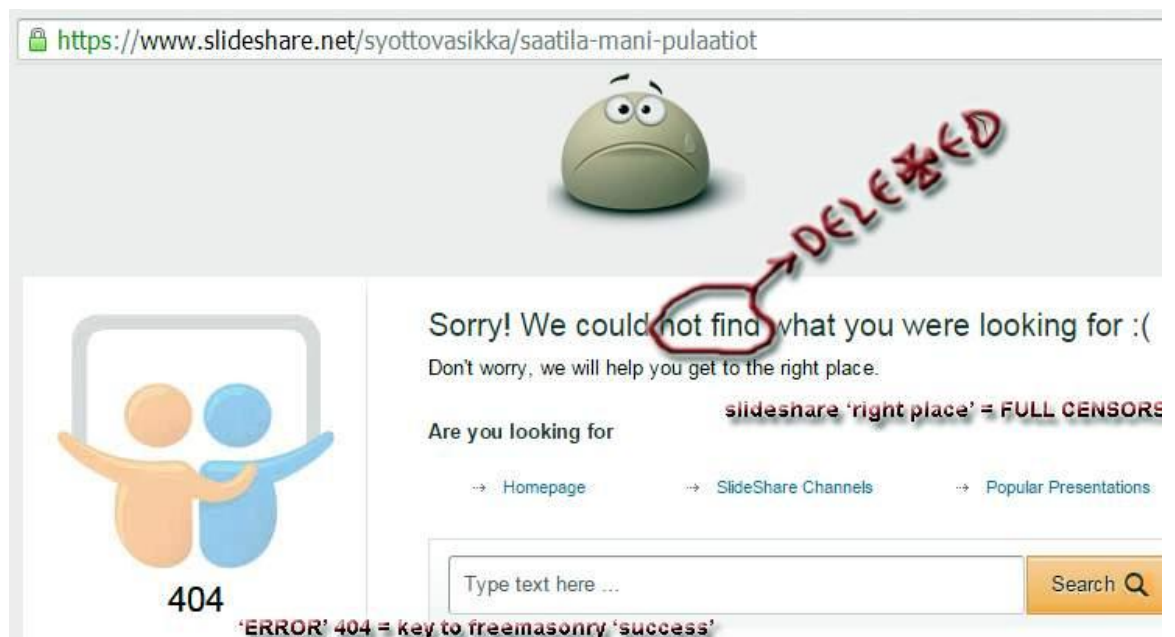 https://www.slideshare.net/syottovasikka/saatila-mani-pulaatiot
DELETED
Sorry! We could not find what you were looking for :(
Don't worry, we will help you get to the right place.
slideshare 'right place' = FULL CENSORS
Are you looking for
Homepage
SlideShare Channels
Popular Presentations
Type text here ...
Search
404
'ERROR' 404 = key to freemasonry 'success'